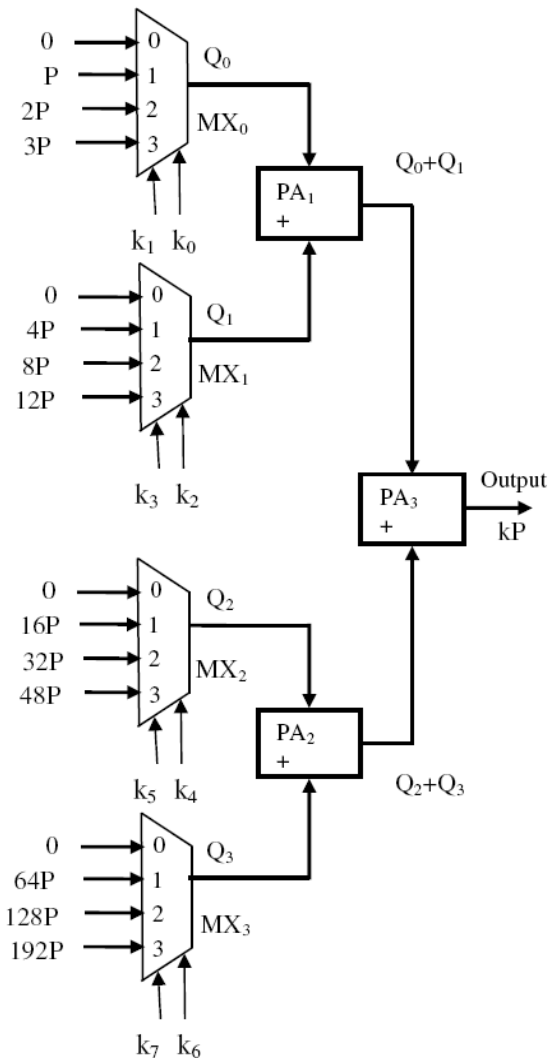 0 0 Q₀
P 1
2P 2
3P 3 MX₀
k₁ k₀
PA₁
+
Q₀+Q₁
0 0 Q₁
4P 1
8P 2
12P 3 MX₁
k₃ k₂
PA₃
+
Output
kP
0 0 Q₂
16P 1
32P 2
48P 3 MX₂
k₅ k₄
PA₂
+
Q₂+Q₃
0 0 Q₃
64P 1
128P 2
192P 3 MX₃
k₇ k₆